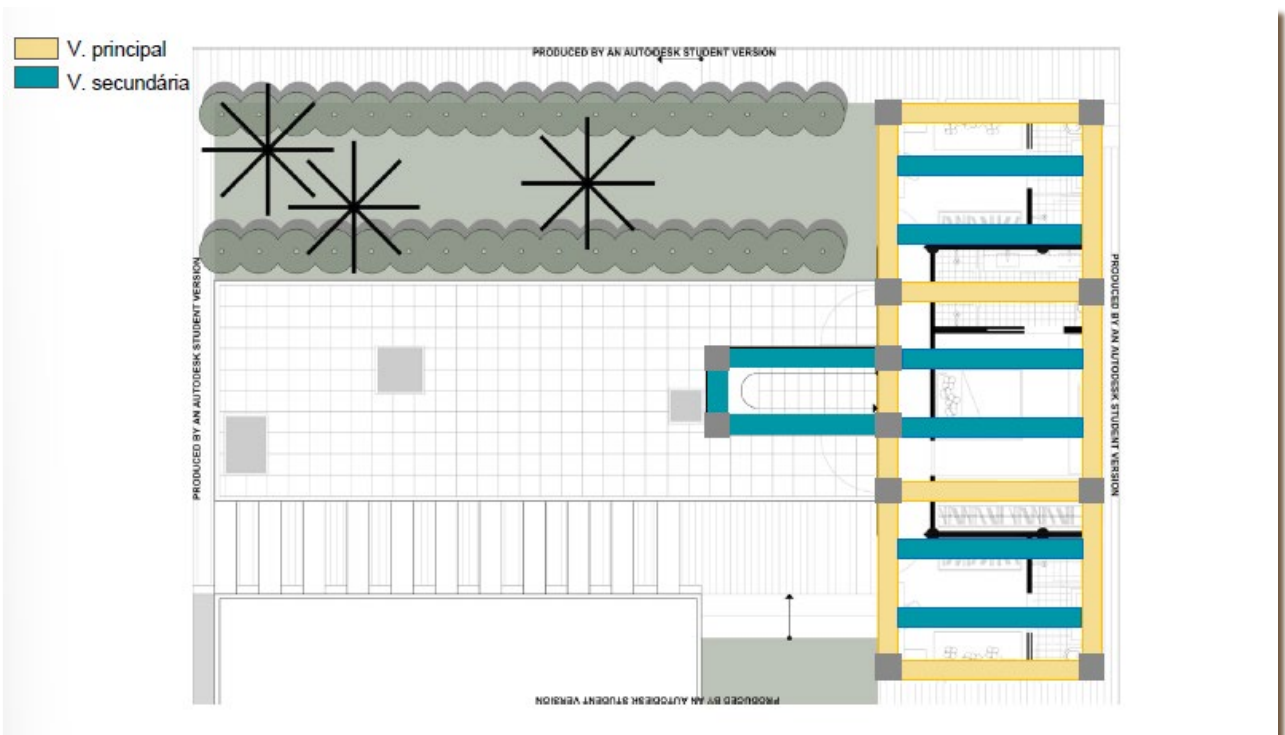 V. principal
V. secundária
PRODUCED BY AN AUTODESK STUDENT VERSION
PRODUCED BY AN AUTODESK STUDENT VERSION
PRODUCED BY AN AUTODESK STUDENT VERSION
PRODUCED BY AN AUTODESK STUDENT VERSION